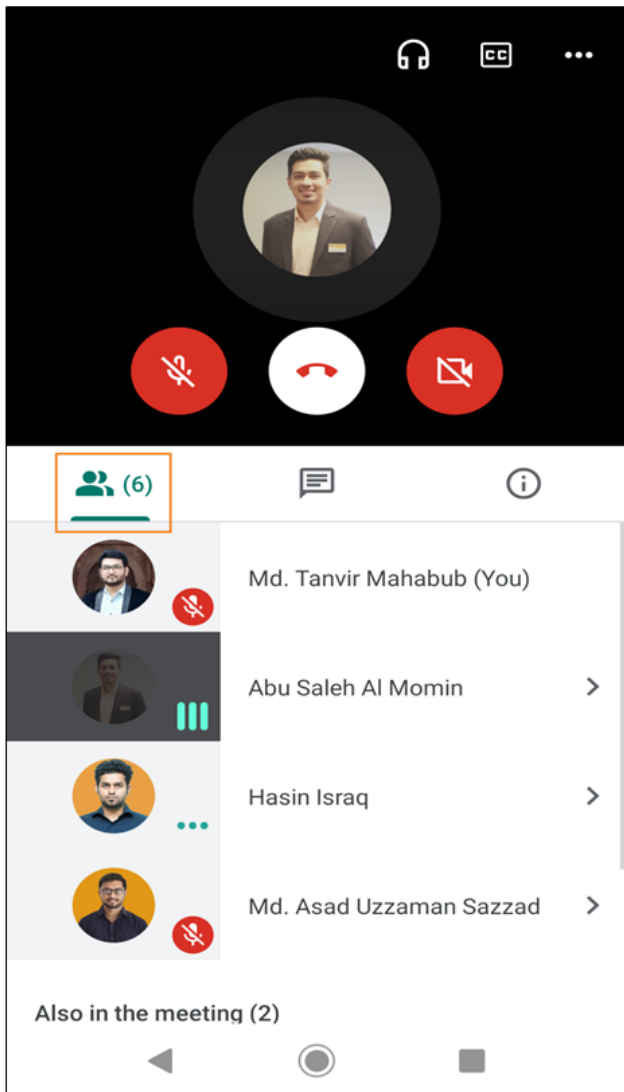 CC
(6)
Md. Tanvir Mahabub (You)
Abu Saleh Al Momin
Hasin Israq
Md. Asad Uzzaman Sazzad
Also in the meeting (2)